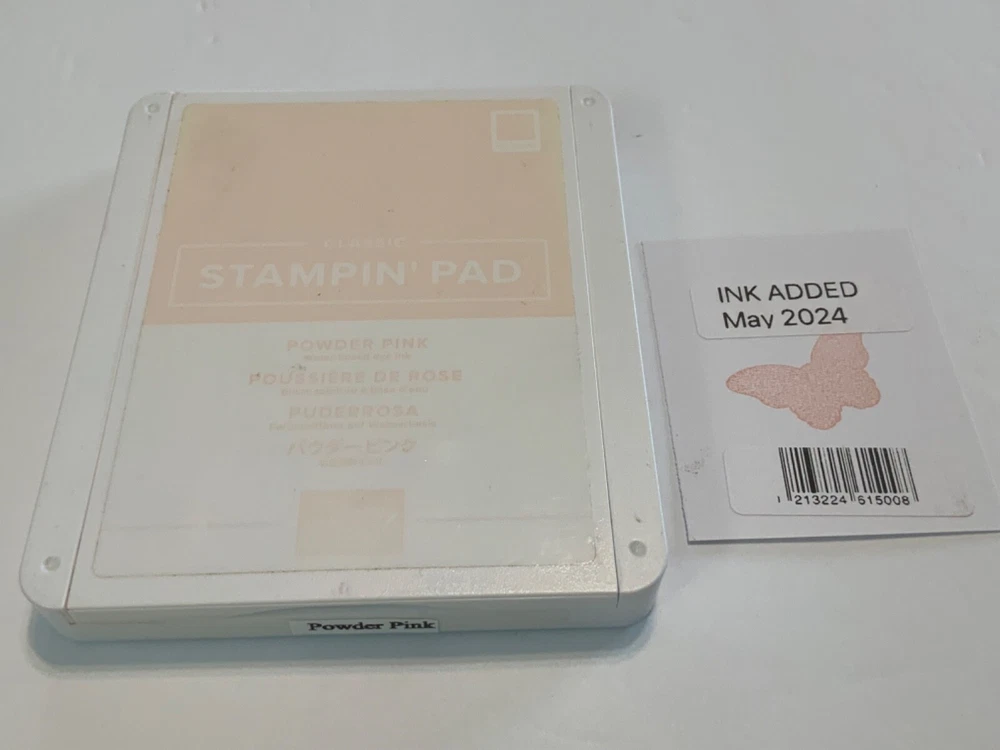 CLASSIC
STAMPIN' PAD
POWDER PINK
POUSSIÈRE DE ROSE
PUDERROSA
パウダーピンク
Powder Pink
INK ADDED
May 2024
1 213224 615008